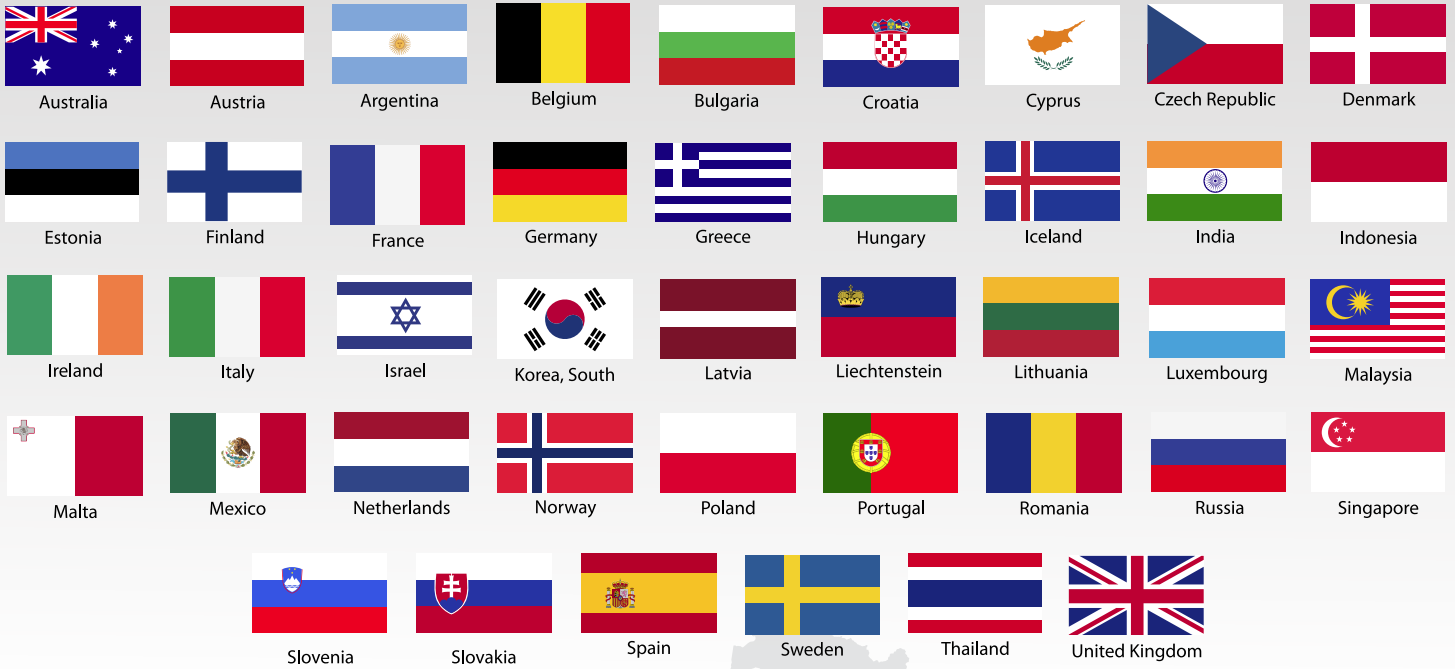 Australia
Austria
Argentina
Belgium
Bulgaria
Croatia
Cyprus
Czech Republic
Denmark
Estonia
Finland
France
Germany
Greece
Hungary
Iceland
India
Indonesia
Ireland
Italy
Israel
Korea, South
Latvia
Liechtenstein
Lithuania
Luxembourg
Malaysia
Malta
Mexico
Netherlands
Norway
Poland
Portugal
Romania
Russia
Singapore
Slovenia
Slovakia
Spain
Sweden
Thailand
United Kingdom